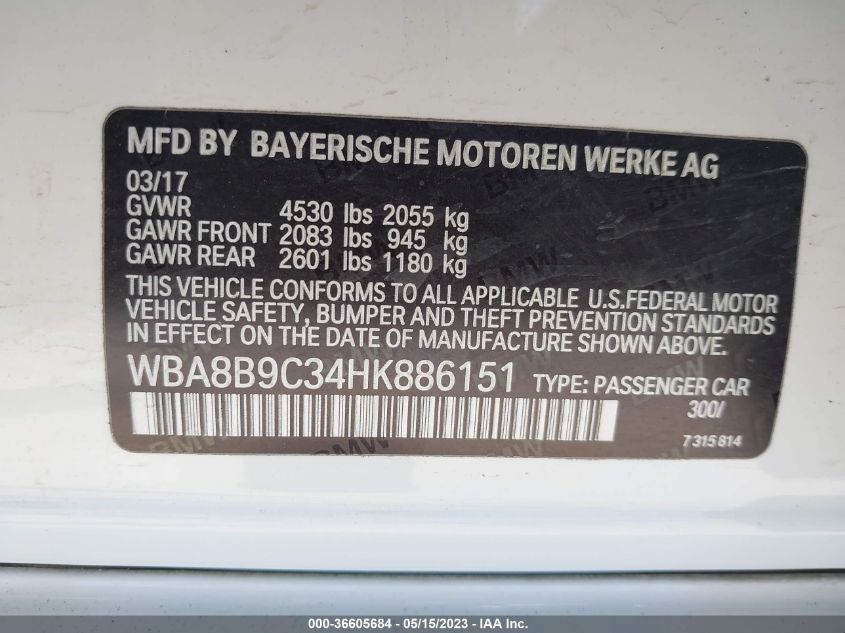 MFD BY BAYERISCHE MOTOREN WERKE AG
03/17
GVWR 4530 lbs 2055 kg
GAWR FRONT 2083 lbs 945 kg
GAWR REAR 2601 lbs 1180 kg
THIS VEHICLE CONFORMS TO ALL APPLICABLE U.S.FEDERAL MOTOR
VEHICLE SAFETY, BUMPER AND THEFT PREVENTION STANDARDS
IN EFFECT ON THE DATE OF MANUFACTURE SHOWN ABOVE.
WBA8B9C34HK886151 TYPE: PASSENGER CAR
300/
7315814
000-36605684 - 05/15/2023 - IAA Inc.